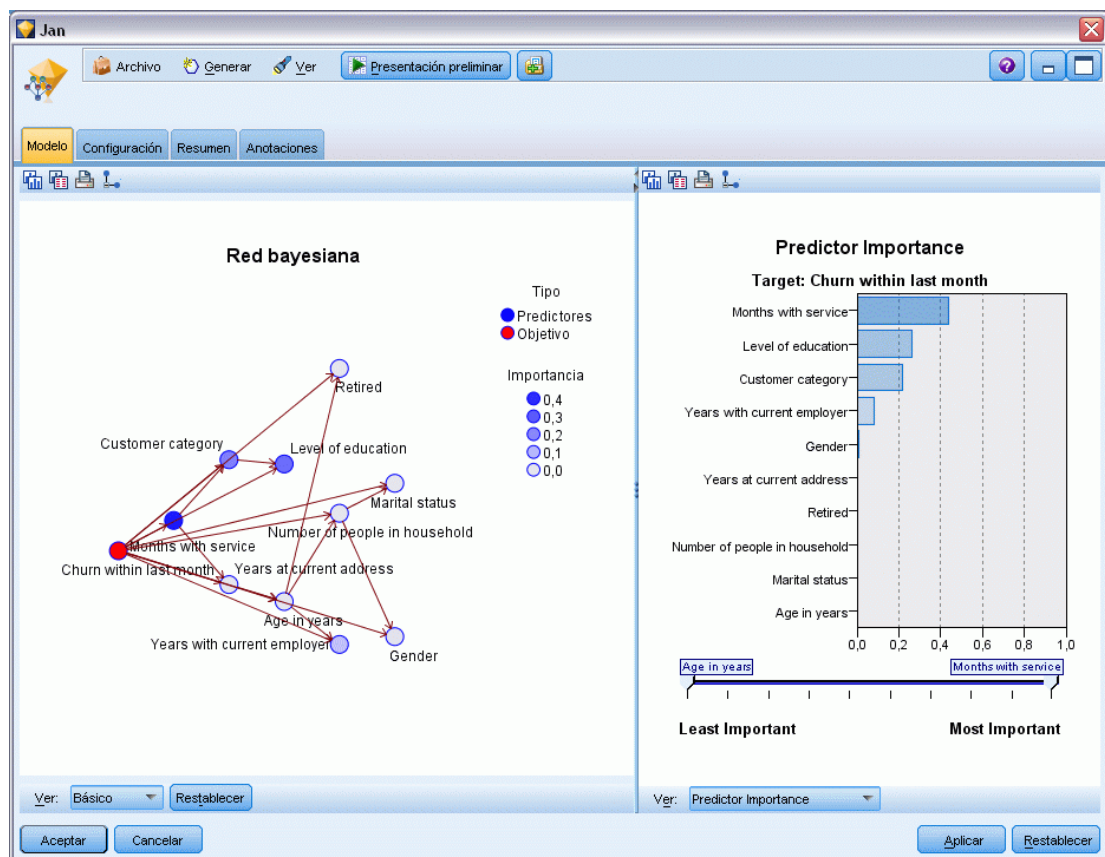 Jan
Archivo Generar Ver Presentación preliminar
Modelo Configuración Resumen Anotaciones
Red bayesiana
Tipo
Predictores
Objetivo
Importancia
0,4
0,3
0,2
0,1
0,0
Retired
Customer category
Level of education
Marital status
Number of people in household
Months with service
Churn within last month
Years at current address
Age in years
Years with current employer
Gender
Ver: Básico Restablecer
Predictor Importance
Target: Churn within last month
Months with service
Level of education
Customer category
Years with current employer
Gender
Years at current address
Retired
Number of people in household
Marital status
Age in years
0,0 0,2 0,4 0,6 0,8 1,0
Age in years Months with service
Least Important Most Important
Ver: Predictor Importance
Aceptar Cancelar Aplicar Restablecer